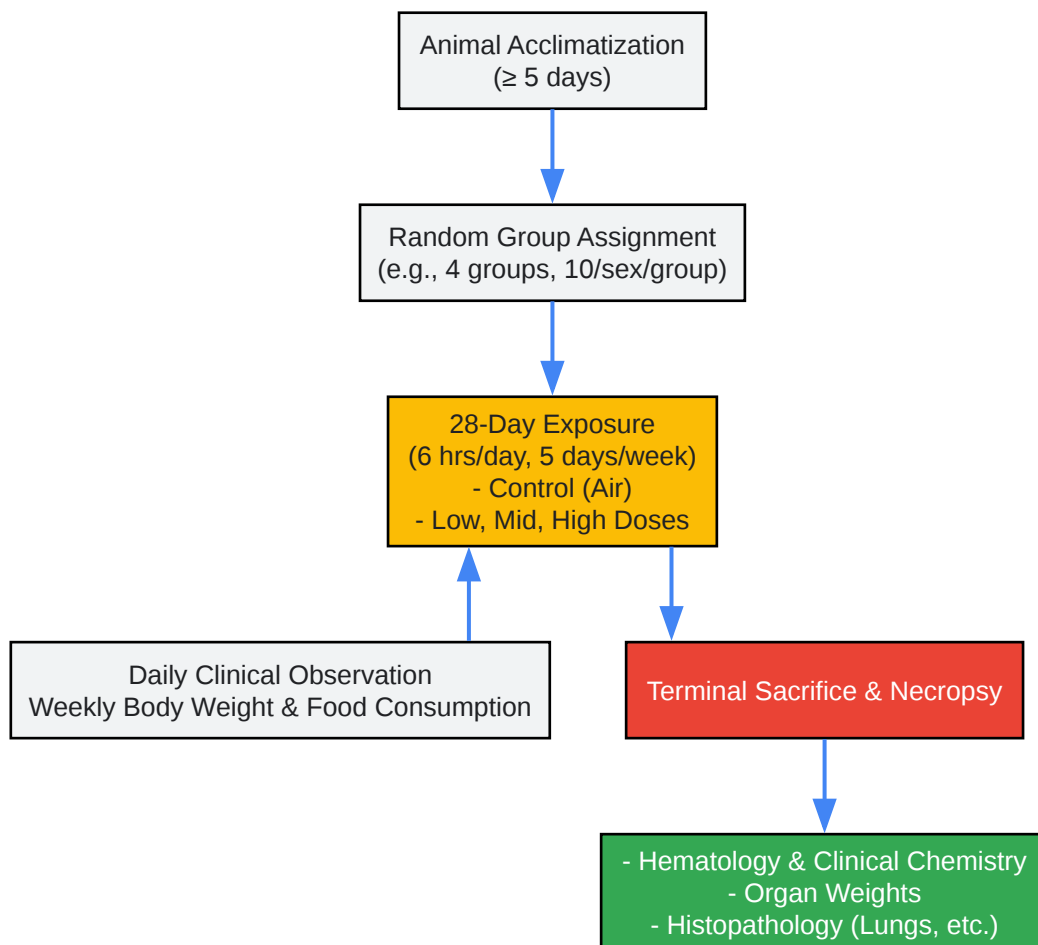 Animal Acclimatization
(≥ 5 days)
Random Group Assignment
(e.g., 4 groups, 10/sex/group)
28-Day Exposure
(6 hrs/day, 5 days/week)
- Control (Air)
- Low, Mid, High Doses
Daily Clinical Observation
Weekly Body Weight & Food Consumption
Terminal Sacrifice & Necropsy
- Hematology & Clinical Chemistry
- Organ Weights
- Histopathology (Lungs, etc.)